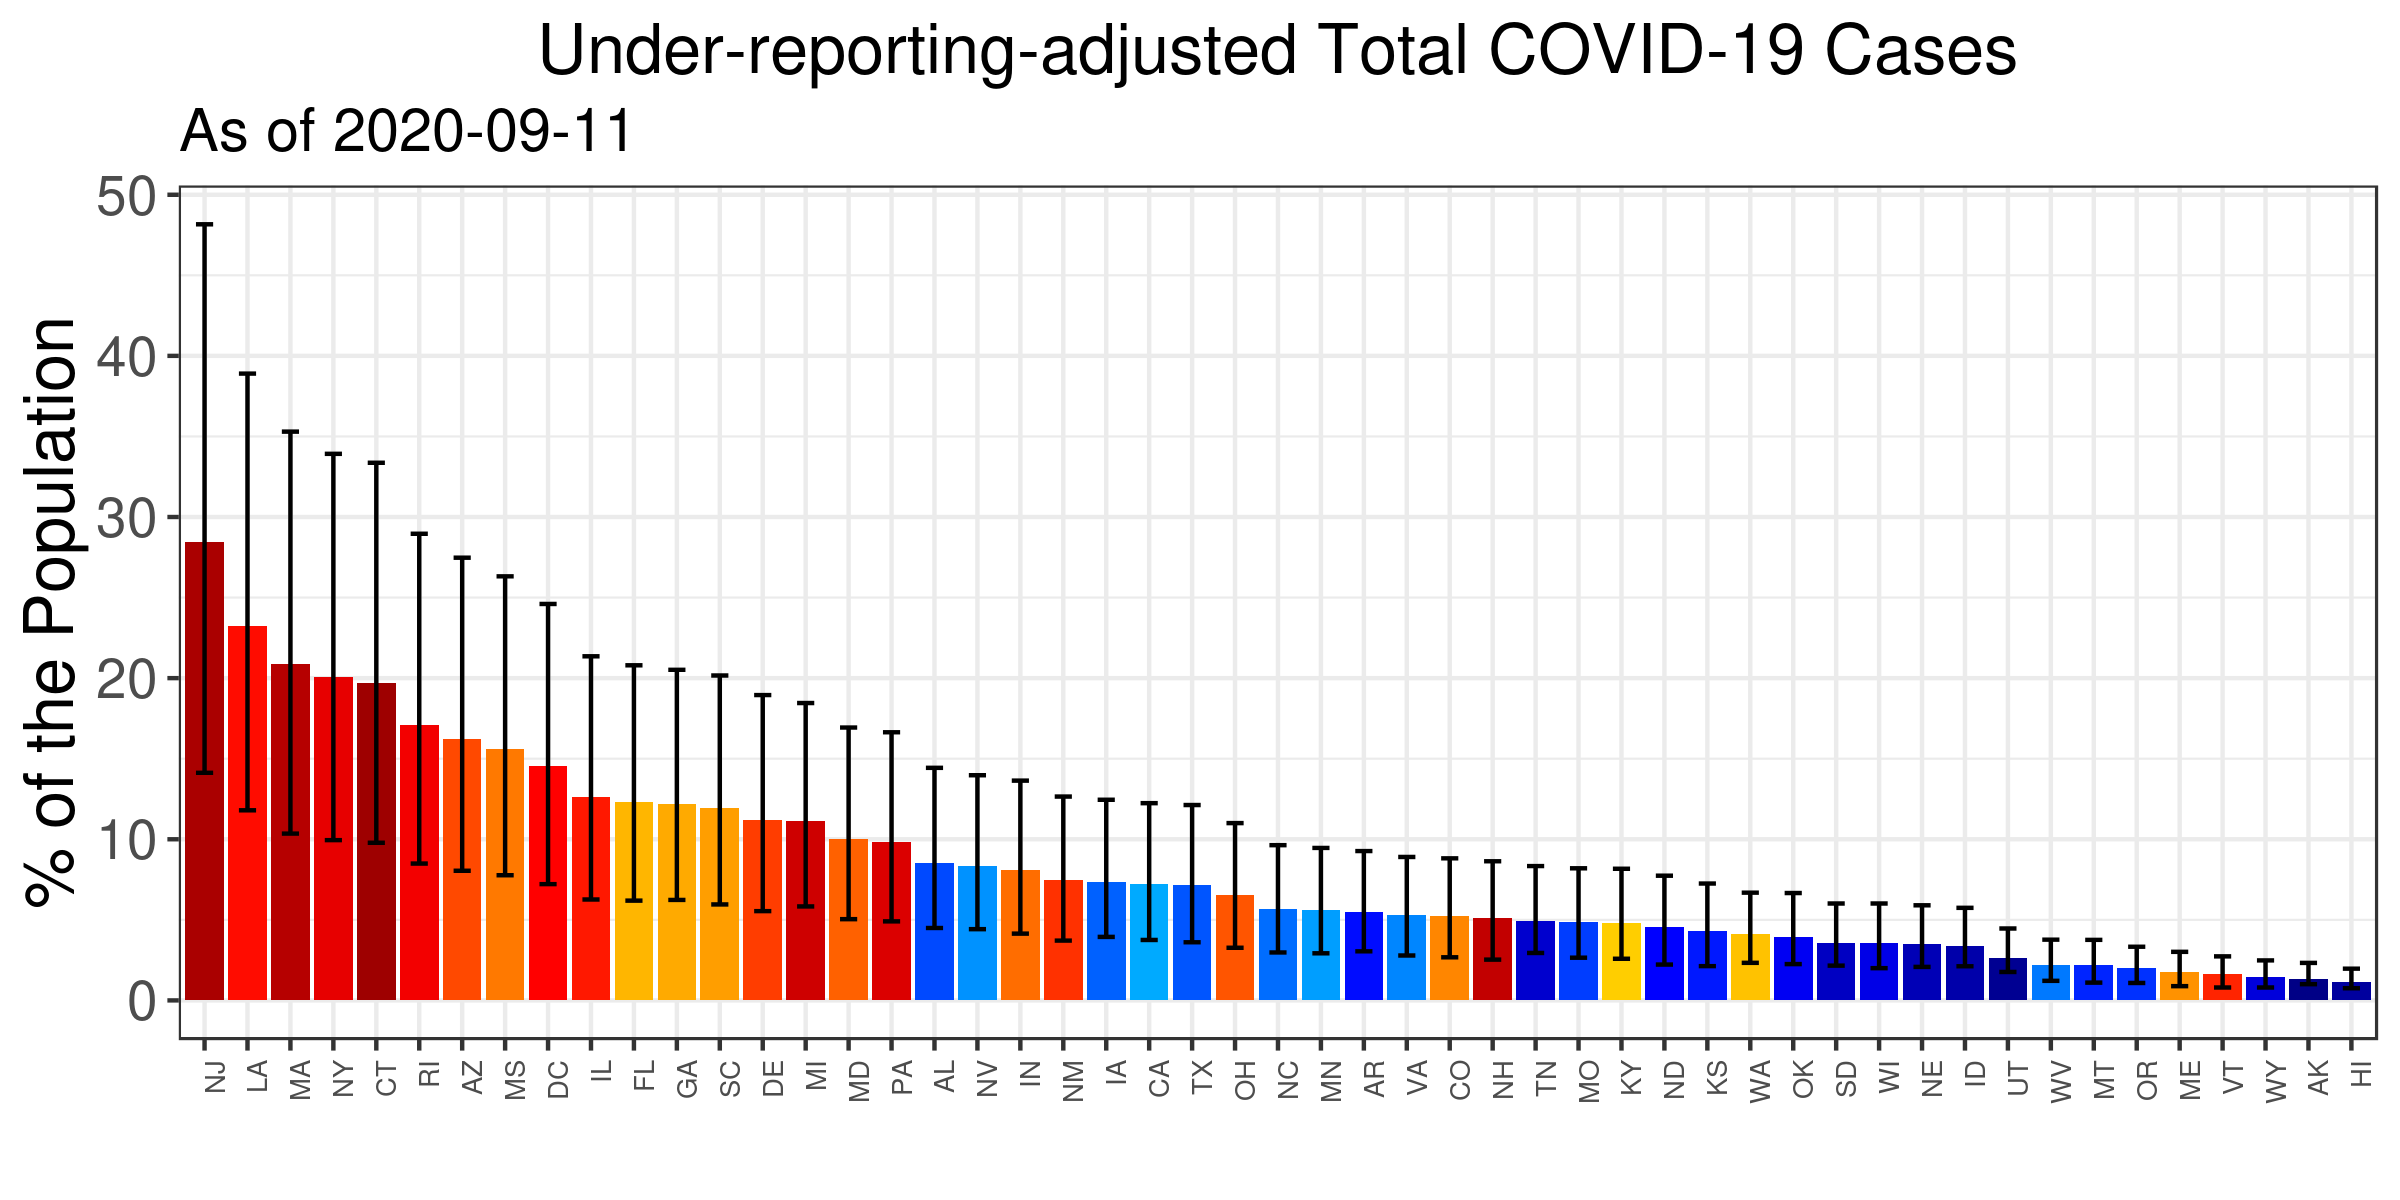 Under-reporting-adjusted Total COVID-19 Cases
As of 2020-09-11
% of the Population
50
40
30
20
10
0
NJ LA MA NY CT RI AZ MS DC IL FL GA SC DE MI MD PA AL NV IN NM IA CA TX OH NC MN AR VA CO NH TN MO KY ND KS WA OK SD WI NE ID UT WV MT OR ME VT WY AK HI